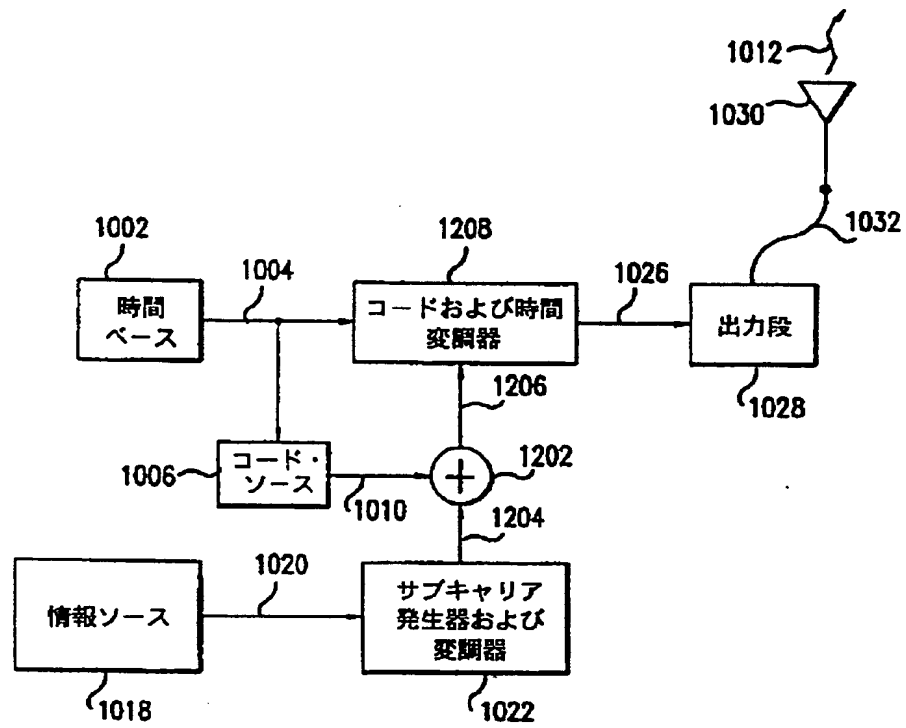 1012
1030
1032
1002
1004
1208
1026
時間
ベース
コードおよび時間
変調器
出力段
1206
1028
1006
コード・
ソース
1010
1202
1204
1020
情報ソース
サブキャリア
発生器および
変調器
1018
1022